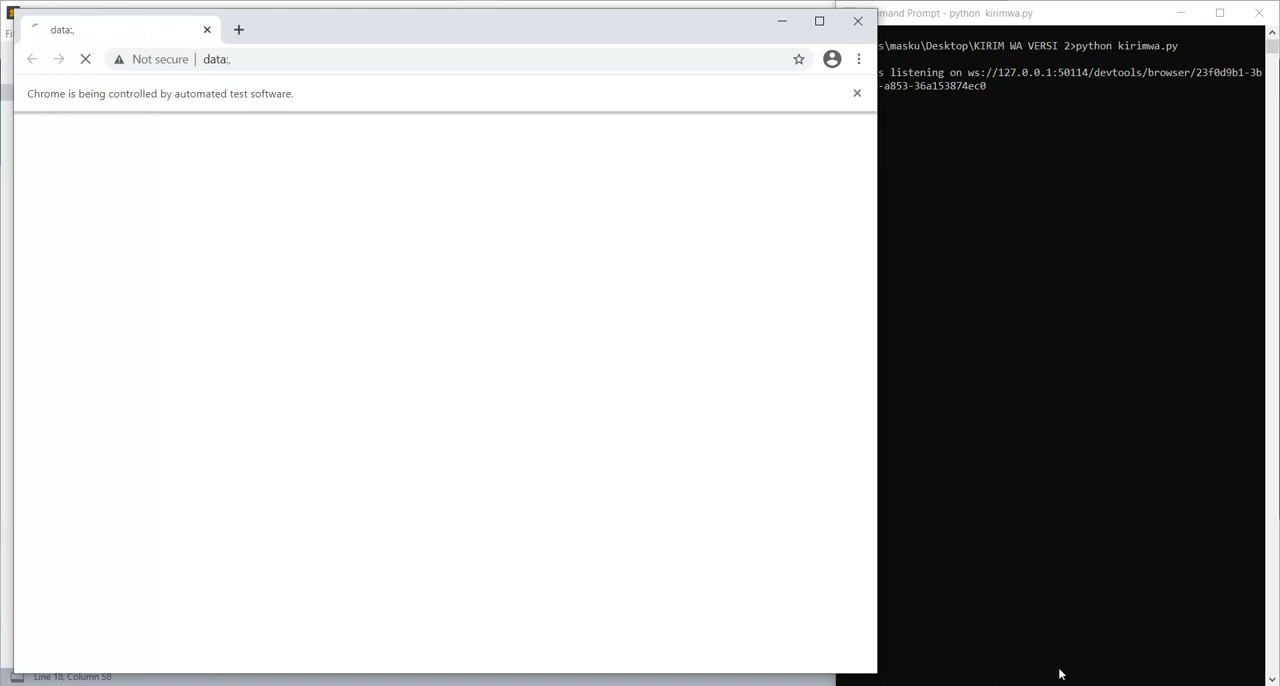 data:,
Not secure | data:,
Chrome is being controlled by automated test software.
Command Prompt - python kirimwa.py
s\masku\Desktop\KIRIM WA VERSI 2>python kirimwa.py
s listening on ws://127.0.0.1:50114/devtools/browser/23f0d9b1-3b
-a853-36a153874ec0
Line 18, Column 58